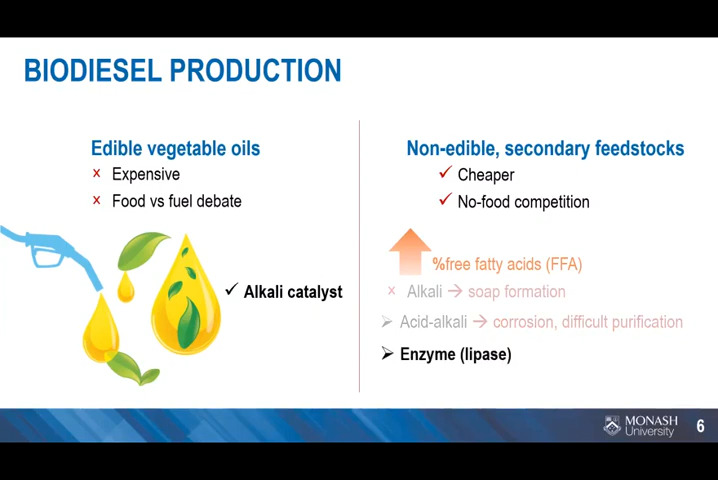 BIODIESEL PRODUCTION
Edible vegetable oils
× Expensive
× Food vs fuel debate
✓ Alkali catalyst
Non-edible, secondary feedstocks
✓ Cheaper
✓ No-food competition
%free fatty acids (FFA)
× Alkali → soap formation
➢ Acid-alkali → corrosion, difficult purification
➢ Enzyme (lipase)
MONASH
University
6